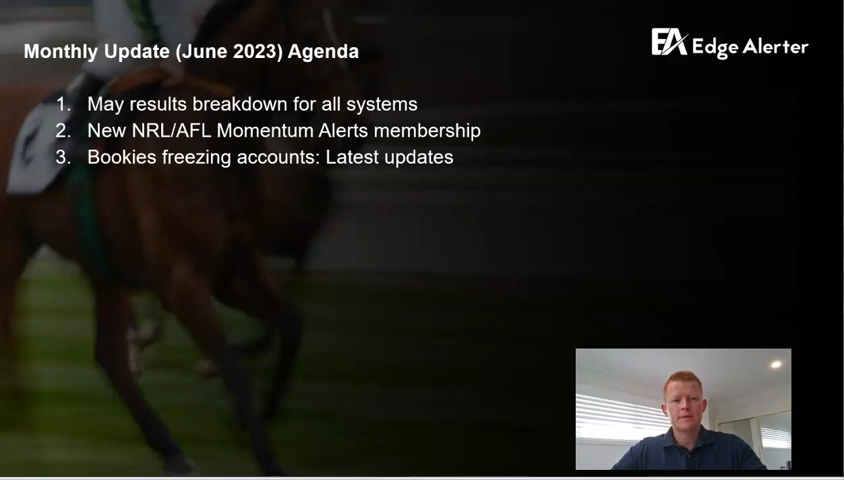 Monthly Update (June 2023) Agenda
EA Edge Alerter
1. May results breakdown for all systems
2. New NRL/AFL Momentum Alerts membership
3. Bookies freezing accounts: Latest updates